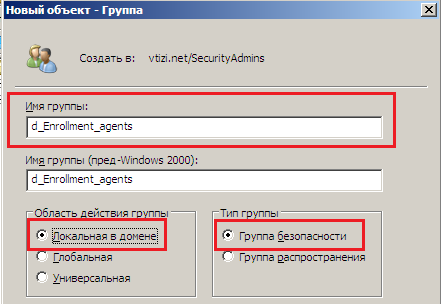 Новый объект - Группа
Создать в: vtizi.net/SecurityAdmins
Имя группы:
d_Enrollment_agents
Имя группы (пред-Windows 2000):
d_Enrollment_agents
Область действия группы
Тип группы
Локальная в домене
Группа безопасности
Глобальная
Группа распространения
Универсальная